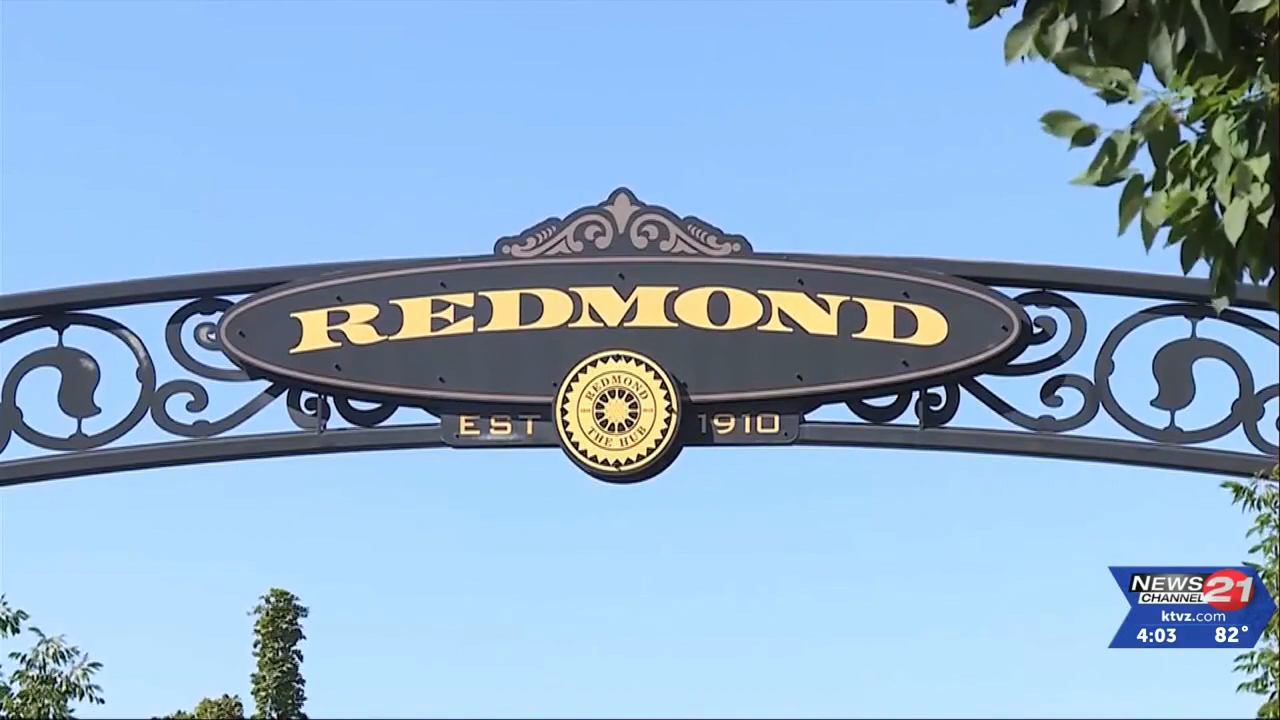 REDMOND
EST 1910
REDMOND
THE HUB
NEWS 21
CHANNEL
ktvz.com
4:03 82°